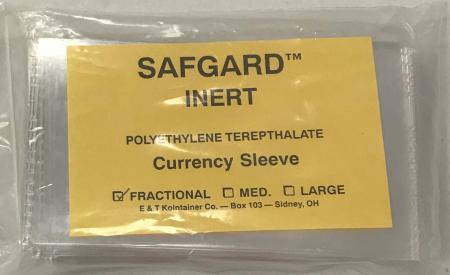 SAFGARD™
INERT
POLYETHYLENE TEREPTHALATE
Currency Sleeve
☑ FRACTIONAL ☐ MED. ☐ LARGE
E & T Kointainer Co. — Box 103 — Sidney, OH